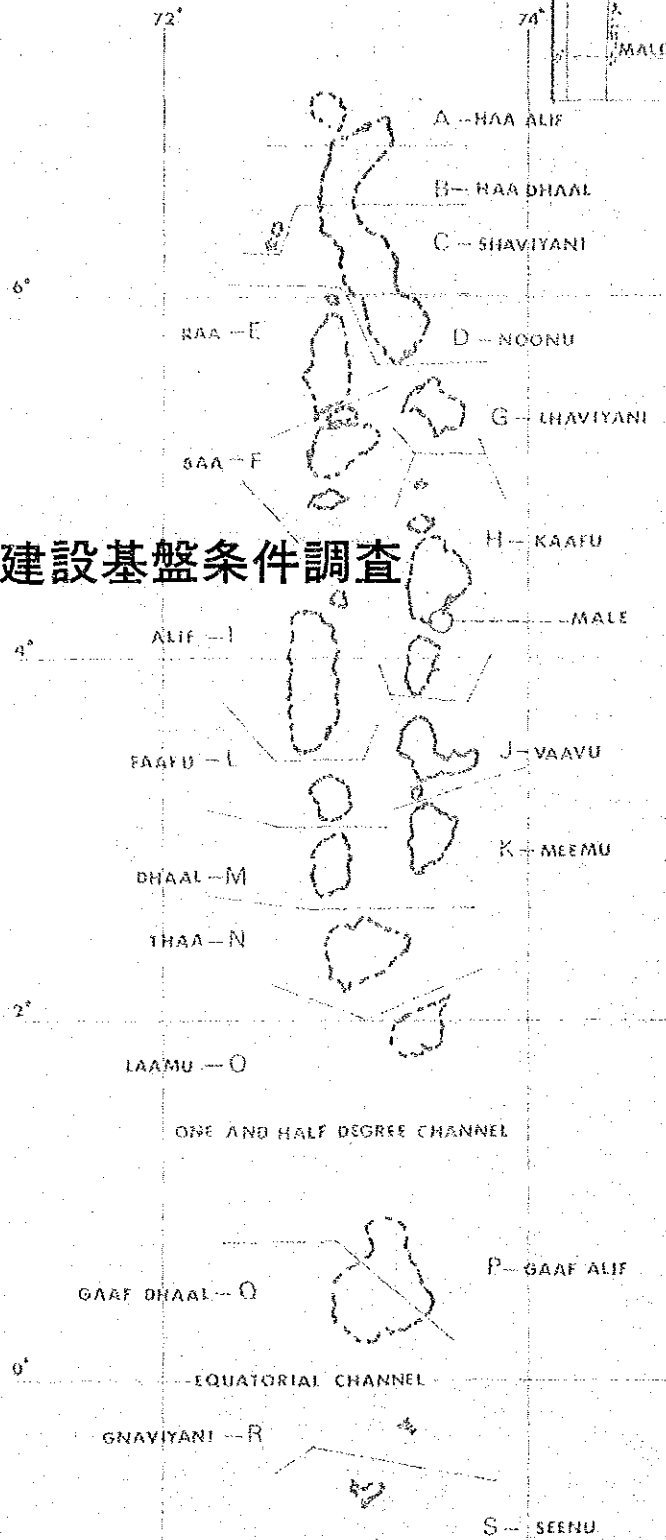 72° 74°
MALE
A — HAA ALIF
B — HAA DHAAL
C — SHAVIYANI
6°
RAA — E
D — NOONU
G — LHAVIYANI
BAA — F
建設基盤条件調査
H — KAAFU
MALE
ALIF — I
4°
FAAFU — L
J — VAAVU
K — MEEMU
DHAAL — M
THAA — N
2°
LAAMU — O
ONE AND HALF DEGREE CHANNEL
P — GAAF ALIF
GAAF DHAAL — Q
0°
EQUATORIAL CHANNEL
GNAVIYANI — R
S — SEENU